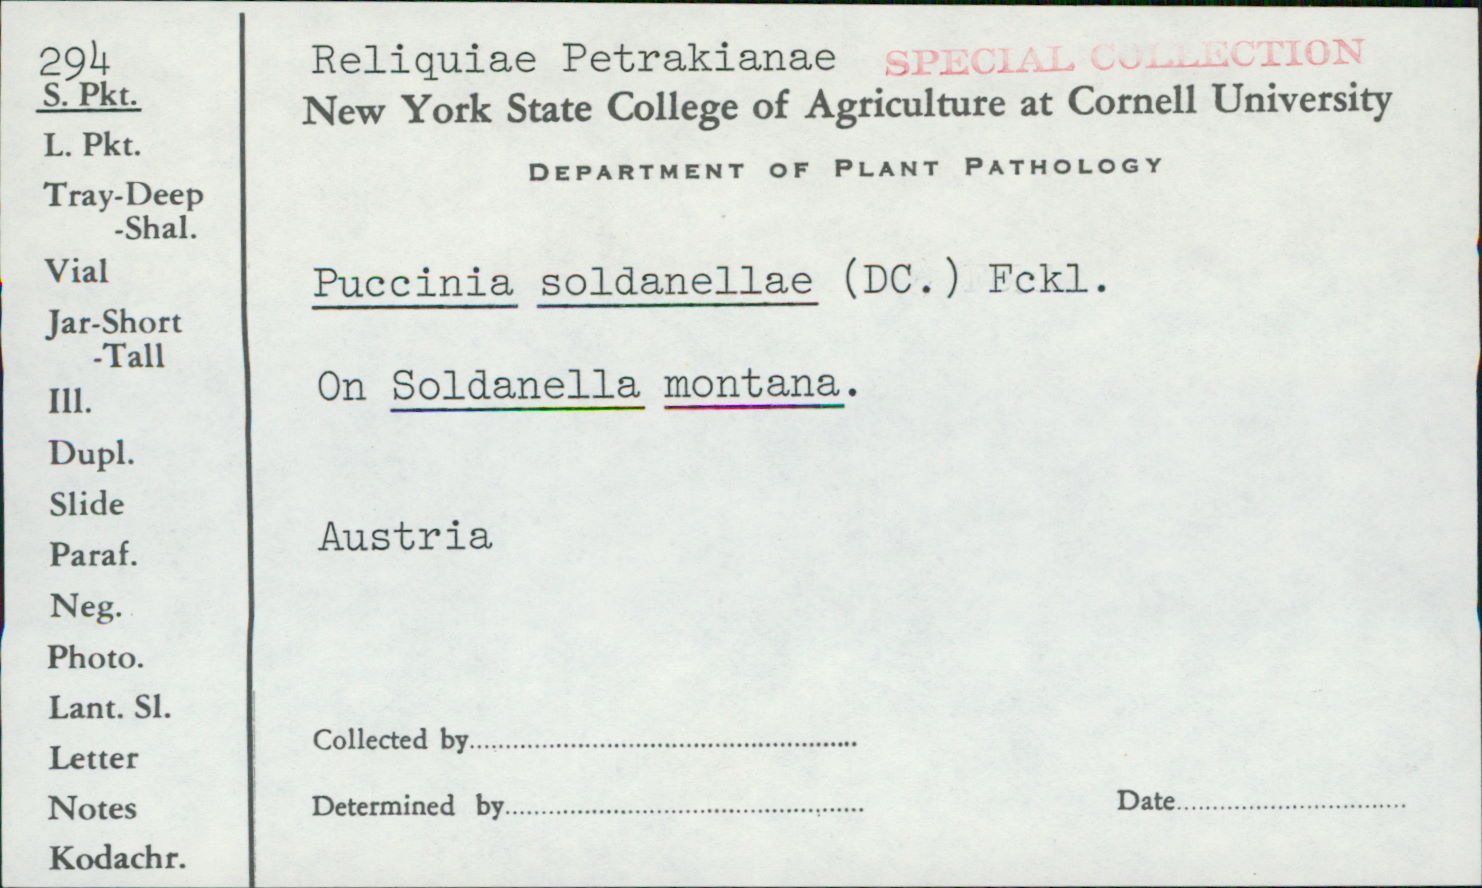 294
S. Pkt.
L. Pkt.
Tray-Deep
-Shal.
Vial
Jar-Short
-Tall
Ill.
Dupl.
Slide
Paraf.
Neg.
Photo.
Lant. Sl.
Letter
Notes
Kodachr.
Reliquiae Petrakianae SPECIAL COLLECTION
New York State College of Agriculture at Cornell University
DEPARTMENT OF PLANT PATHOLOGY
Puccinia soldanellae (DC.) Fckl.
On Soldanella montana.
Austria
Collected by
Determined by
Date